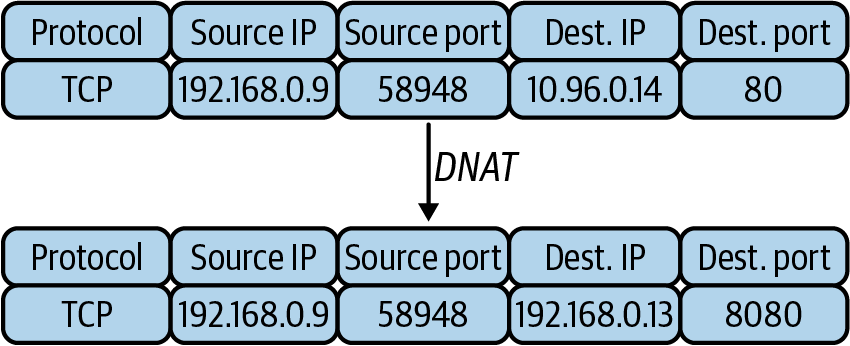 Protocol Source IP Source port Dest. IP Dest. port
TCP 192.168.0.9 58948 10.96.0.14 80
DNAT
Protocol Source IP Source port Dest. IP Dest. port
TCP 192.168.0.9 58948 192.168.0.13 8080